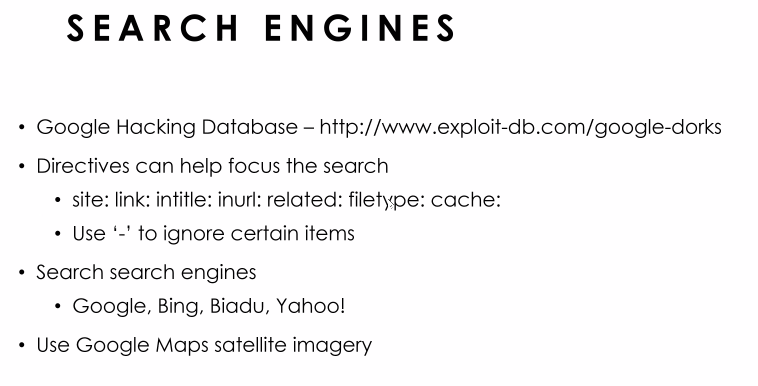 SEARCH ENGINES
• Google Hacking Database – http://www.exploit-db.com/google-dorks
• Directives can help focus the search
• site: link: intitle: inurl: related: filetype: cache:
• Use ‘-’ to ignore certain items
• Search search engines
• Google, Bing, Biadu, Yahoo!
• Use Google Maps satellite imagery